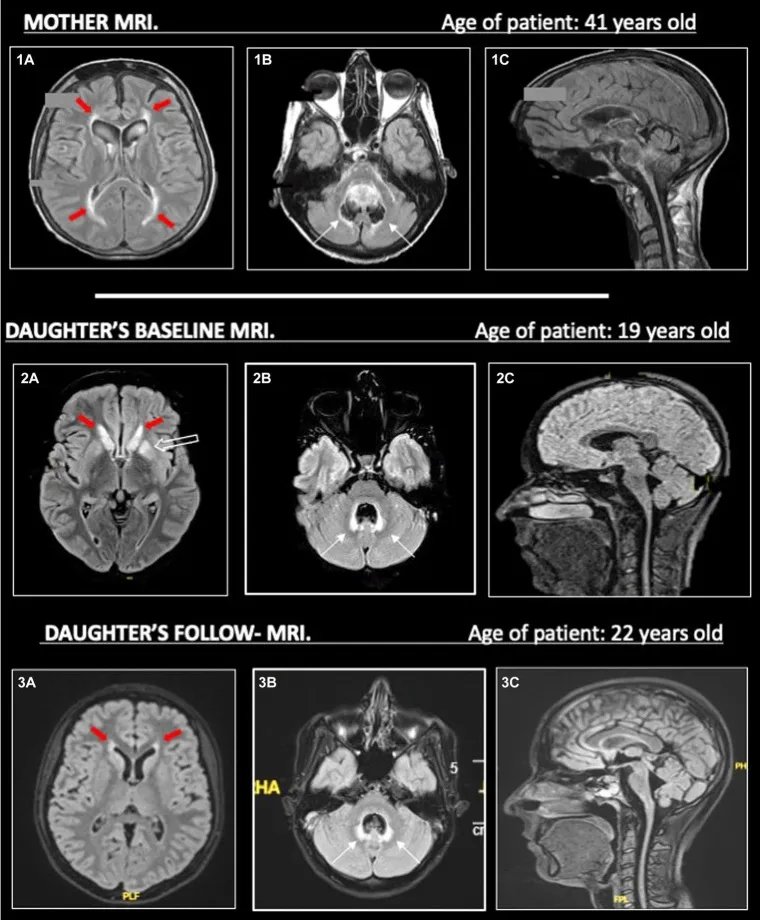 MOTHER MRI. Age of patient: 41 years old
1A 1B 1C
DAUGHTER'S BASELINE MRI. Age of patient: 19 years old
2A 2B 2C
DAUGHTER'S FOLLOW- MRI. Age of patient: 22 years old
3A 3B 3C
5
HA PH
cm
PLF FPL